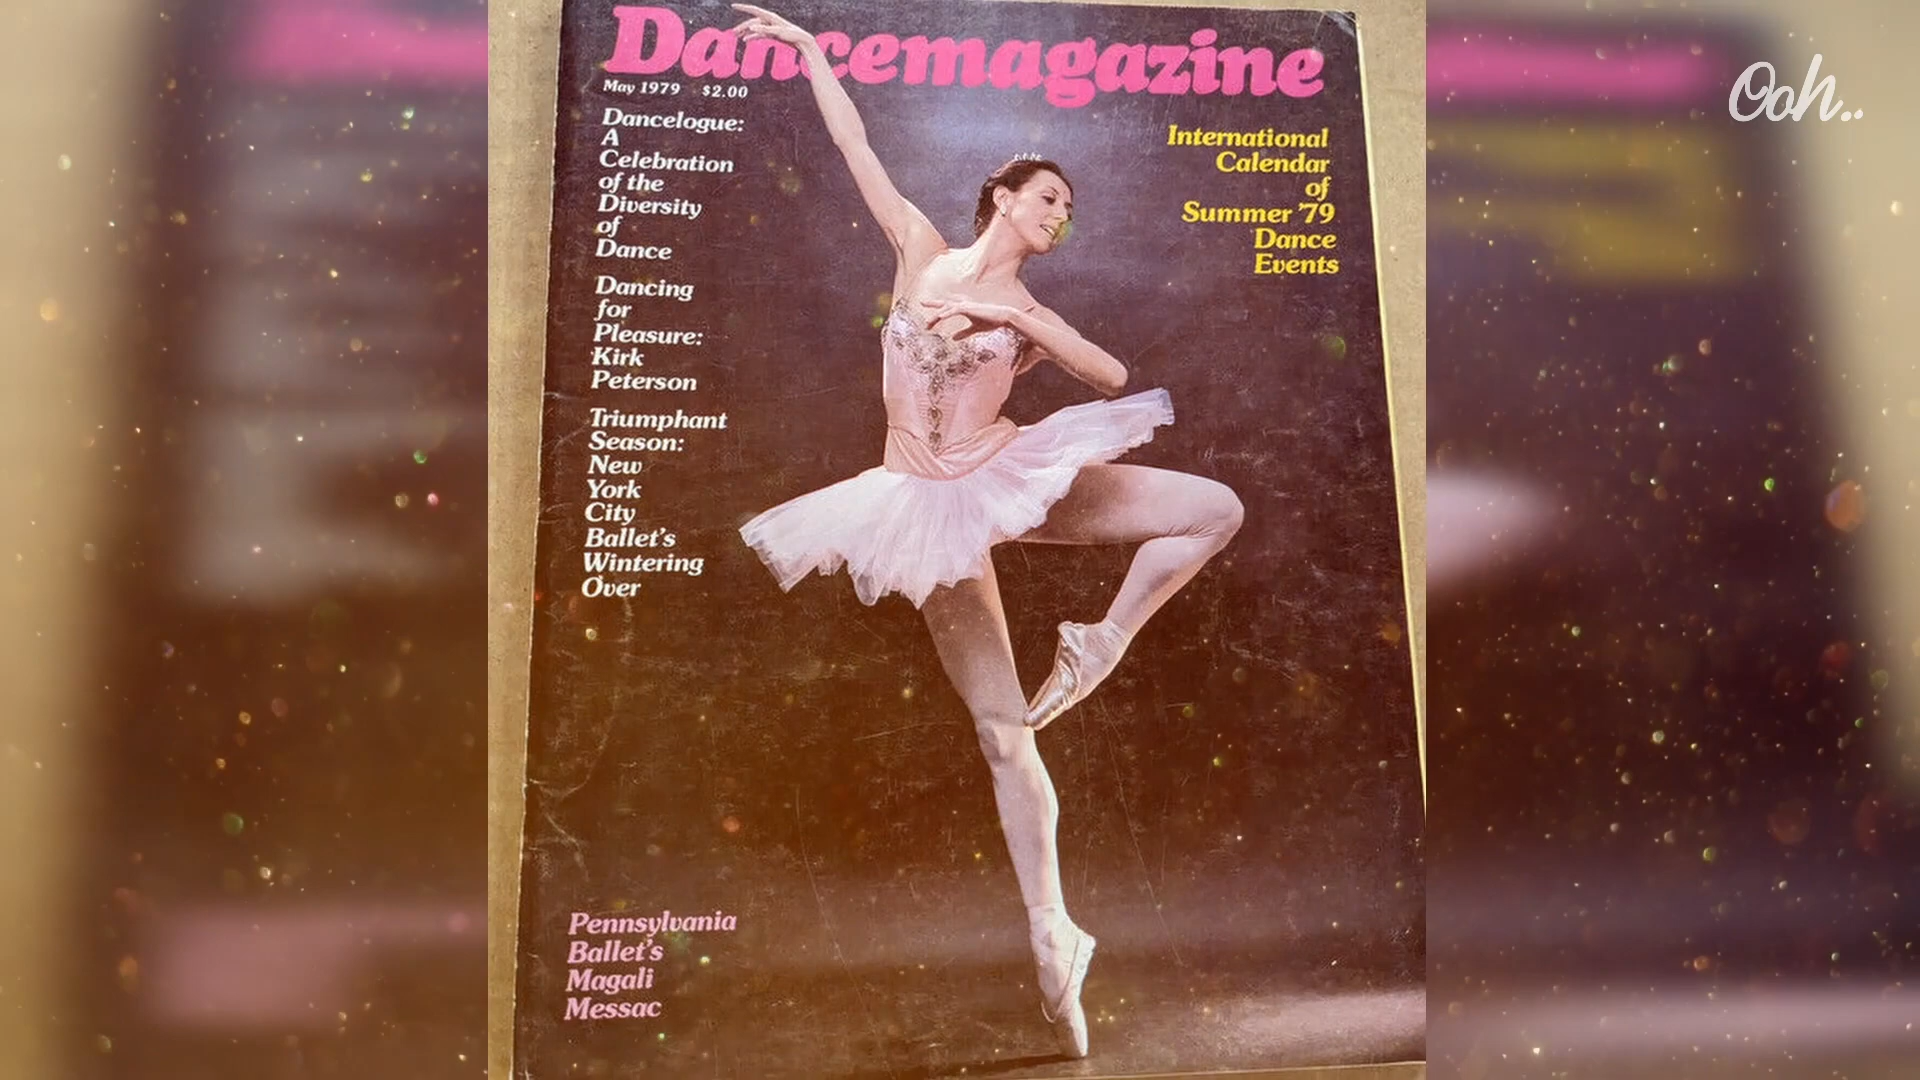 Dancemagazine
May 1979 $2.00
Dancelogue:
A
Celebration
of the
Diversity
of
Dance
Dancing
for
Pleasure:
Kirk
Peterson
Triumphant
Season:
New
York
City
Ballet's
Wintering
Over
International
Calendar
of
Summer '79
Dance
Events
Pennsylvania
Ballet's
Magali
Messac
Ooh..